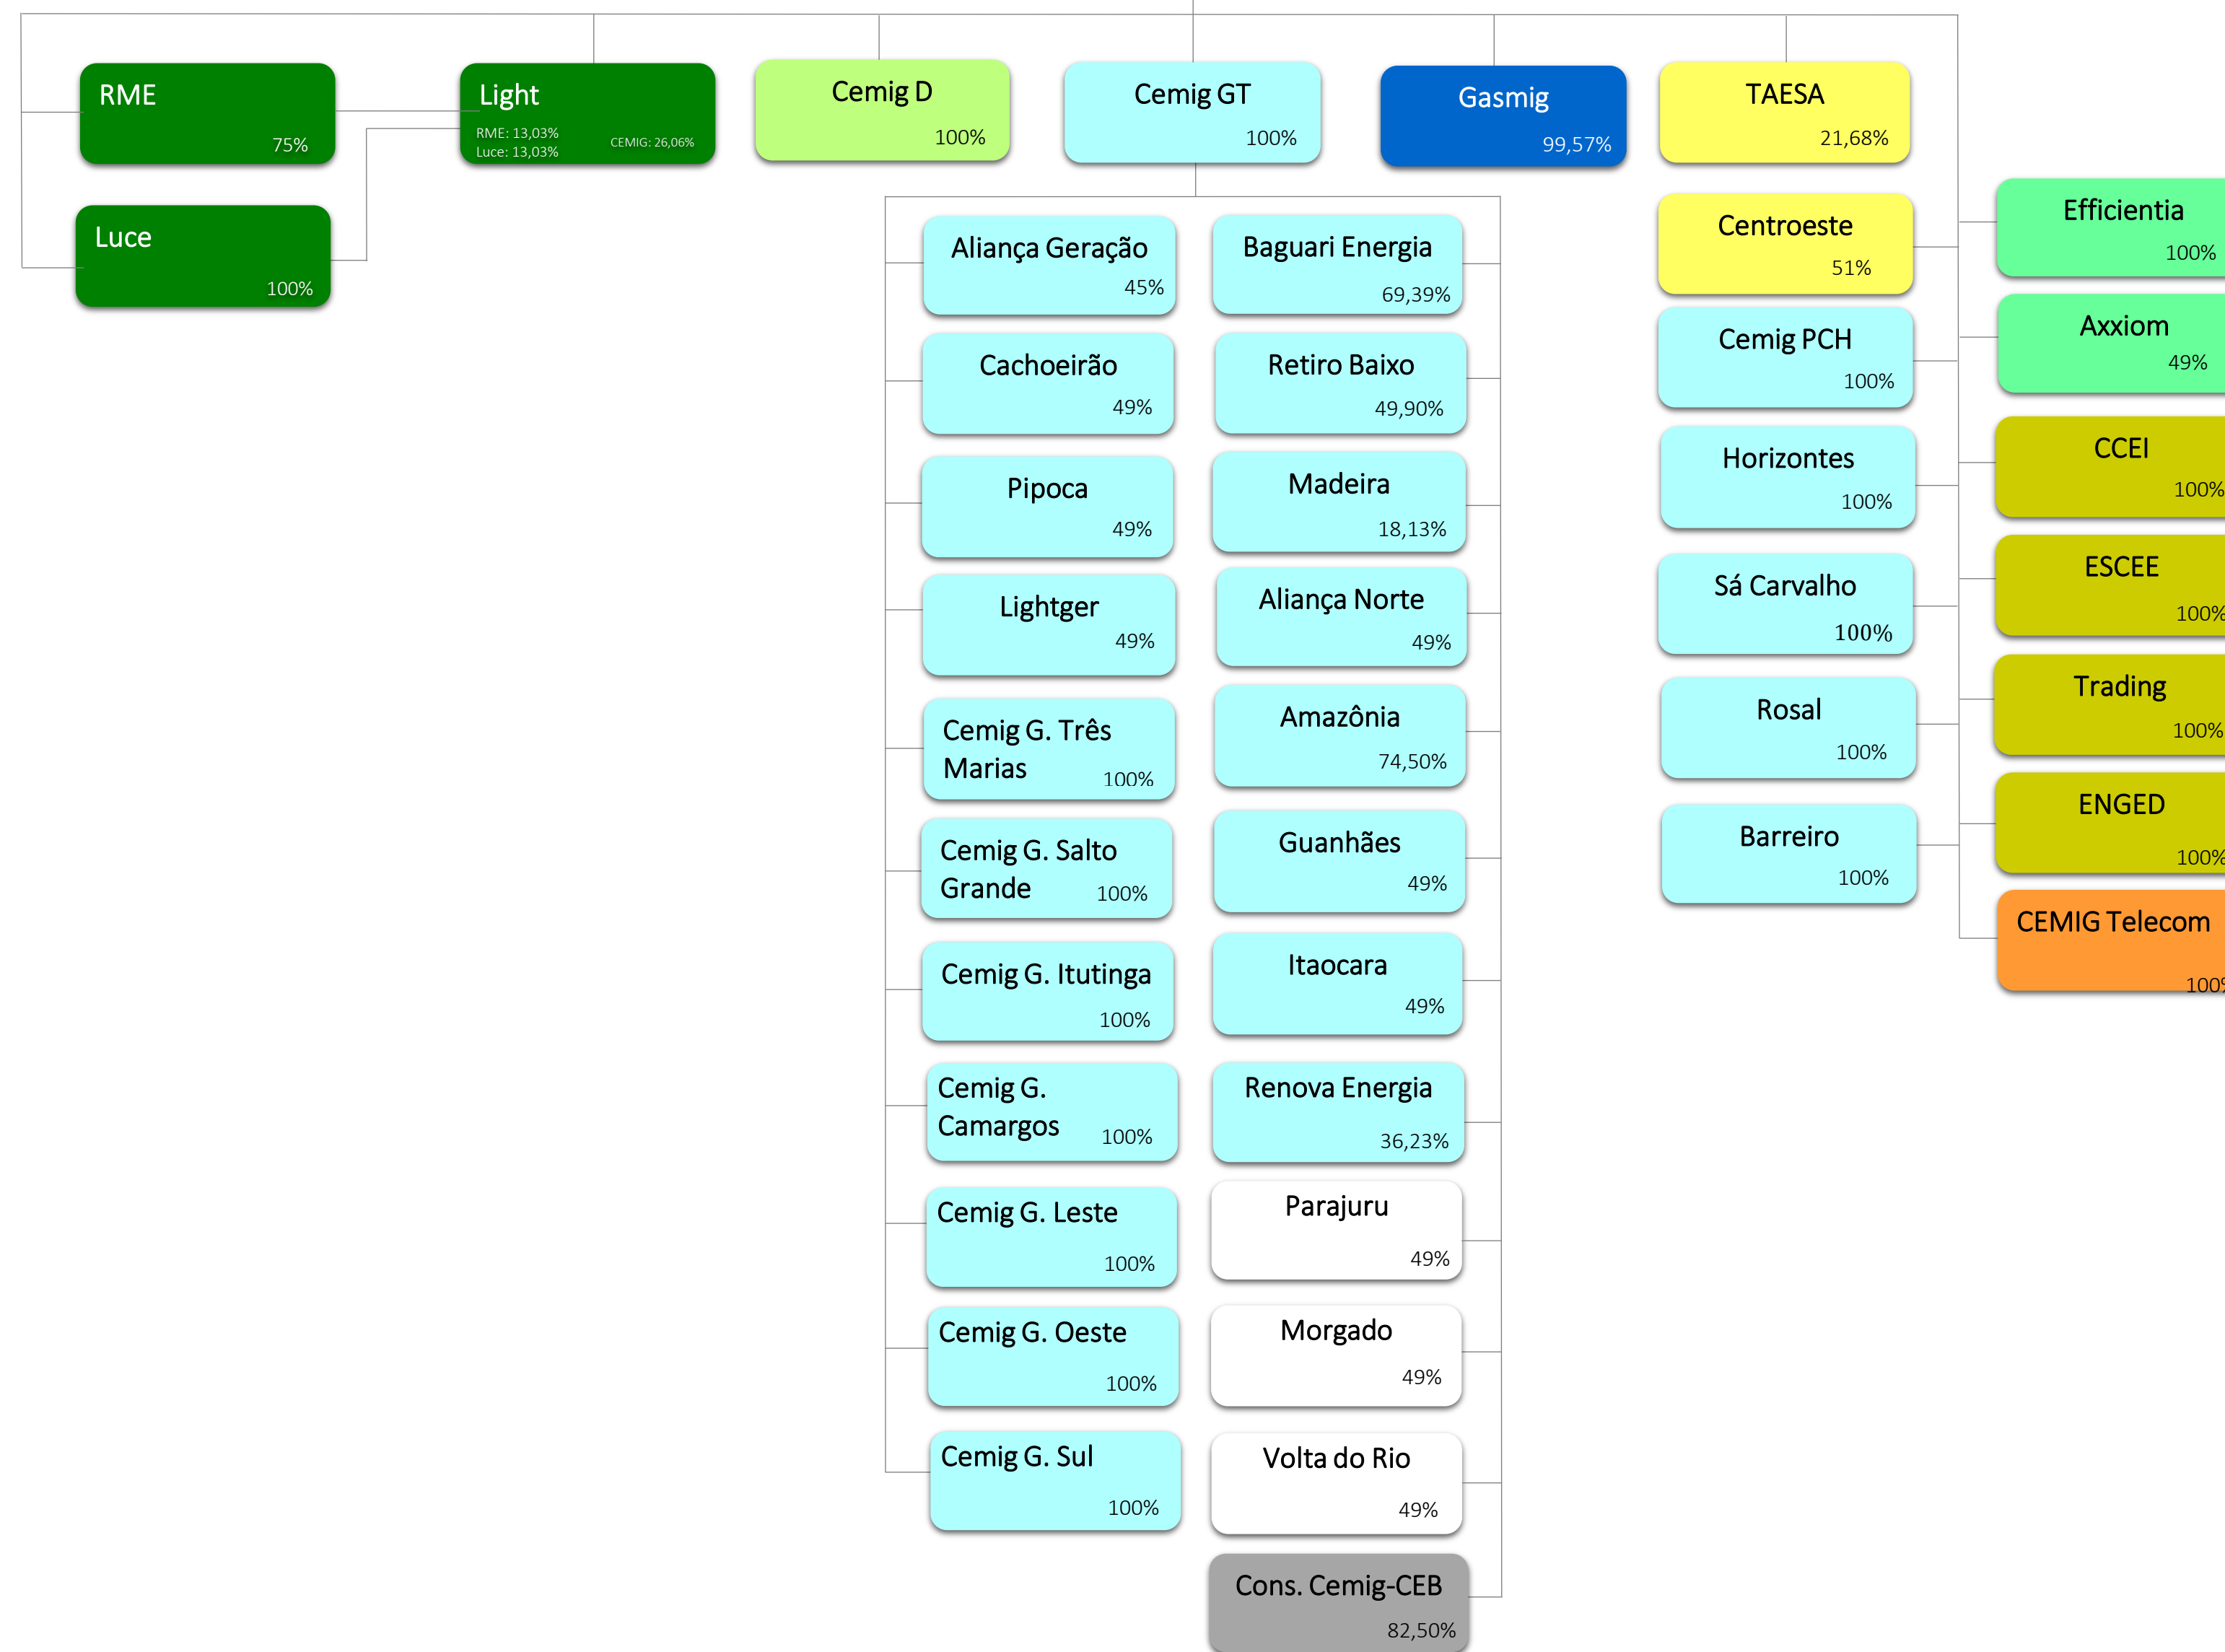 RME
75%
Light
RME: 13,03%
Luce: 13,03%
CEMIG: 26,06%
Cemig D
100%
Cemig GT
100%
Gasmig
99,57%
TAESA
21,68%
Luce
100%
Aliança Geração
45%
Cachoeirão
49%
Pipoca
49%
Lightger
49%
Cemig G. Três
Marias
100%
Cemig G. Salto
Grande
100%
Cemig G. Itutinga
100%
Cemig G.
Camargos
100%
Cemig G. Leste
100%
Cemig G. Oeste
100%
Cemig G. Sul
100%
Baguari Energia
69,39%
Retiro Baixo
49,90%
Madeira
18,13%
Aliança Norte
49%
Amazônia
74,50%
Guanhães
49%
Itaocara
49%
Renova Energia
36,23%
Parajuru
49%
Morgado
49%
Volta do Rio
49%
Cons. Cemig-CEB
82,50%
Centroeste
51%
Cemig PCH
100%
Horizontes
100%
Sá Carvalho
100%
Rosal
100%
Barreiro
100%
Efficientia
100%
Axxiom
49%
CCEI
100%
ESCEE
100%
Trading
100%
ENGED
100%
CEMIG Telecom
100%